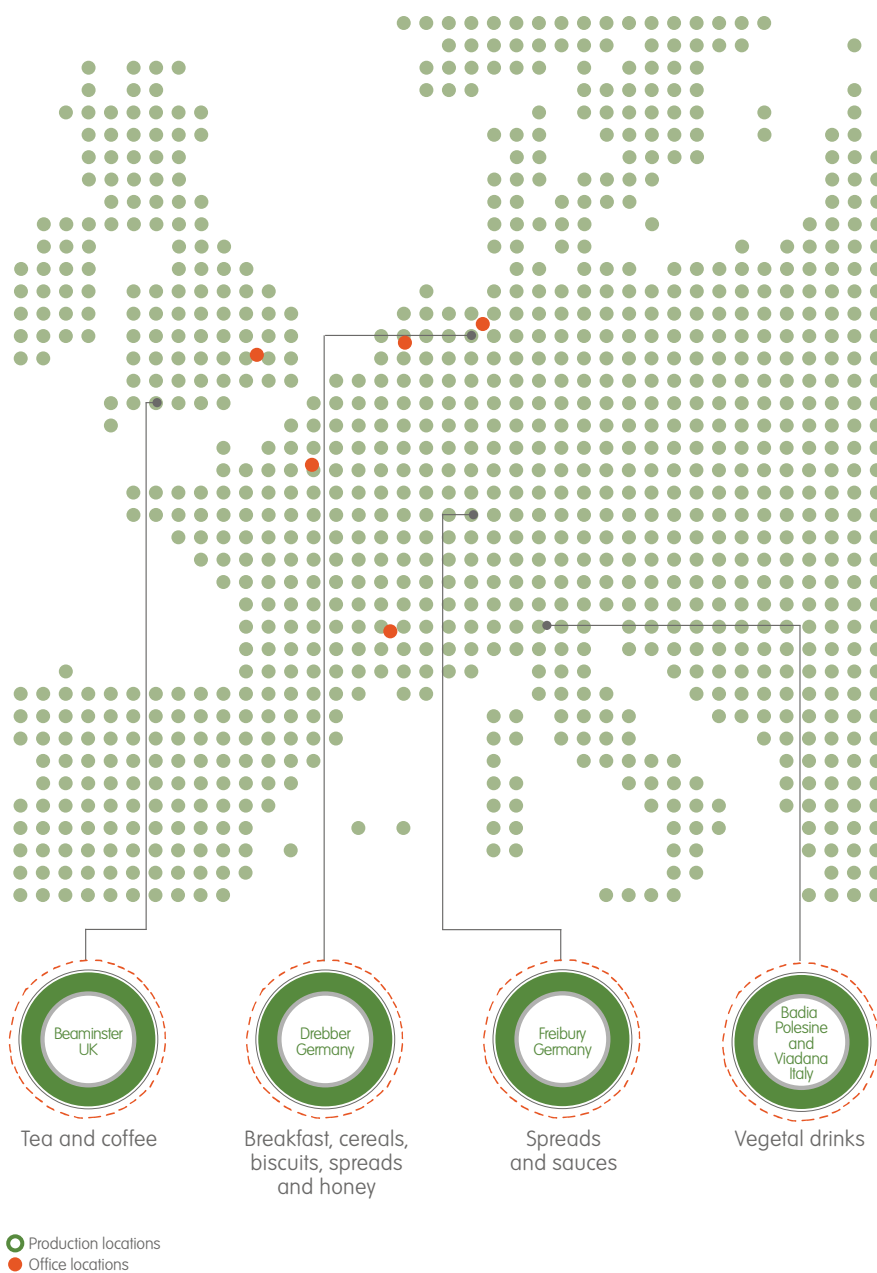 Beaminster
UK
Drebber
Germany
Freibury
Germany
Badia
Polesine
and
Viadana
Italy
Tea and coffee
Breakfast, cereals,
biscuits, spreads
and honey
Spreads
and sauces
Vegetal drinks
Production locations
Office locations